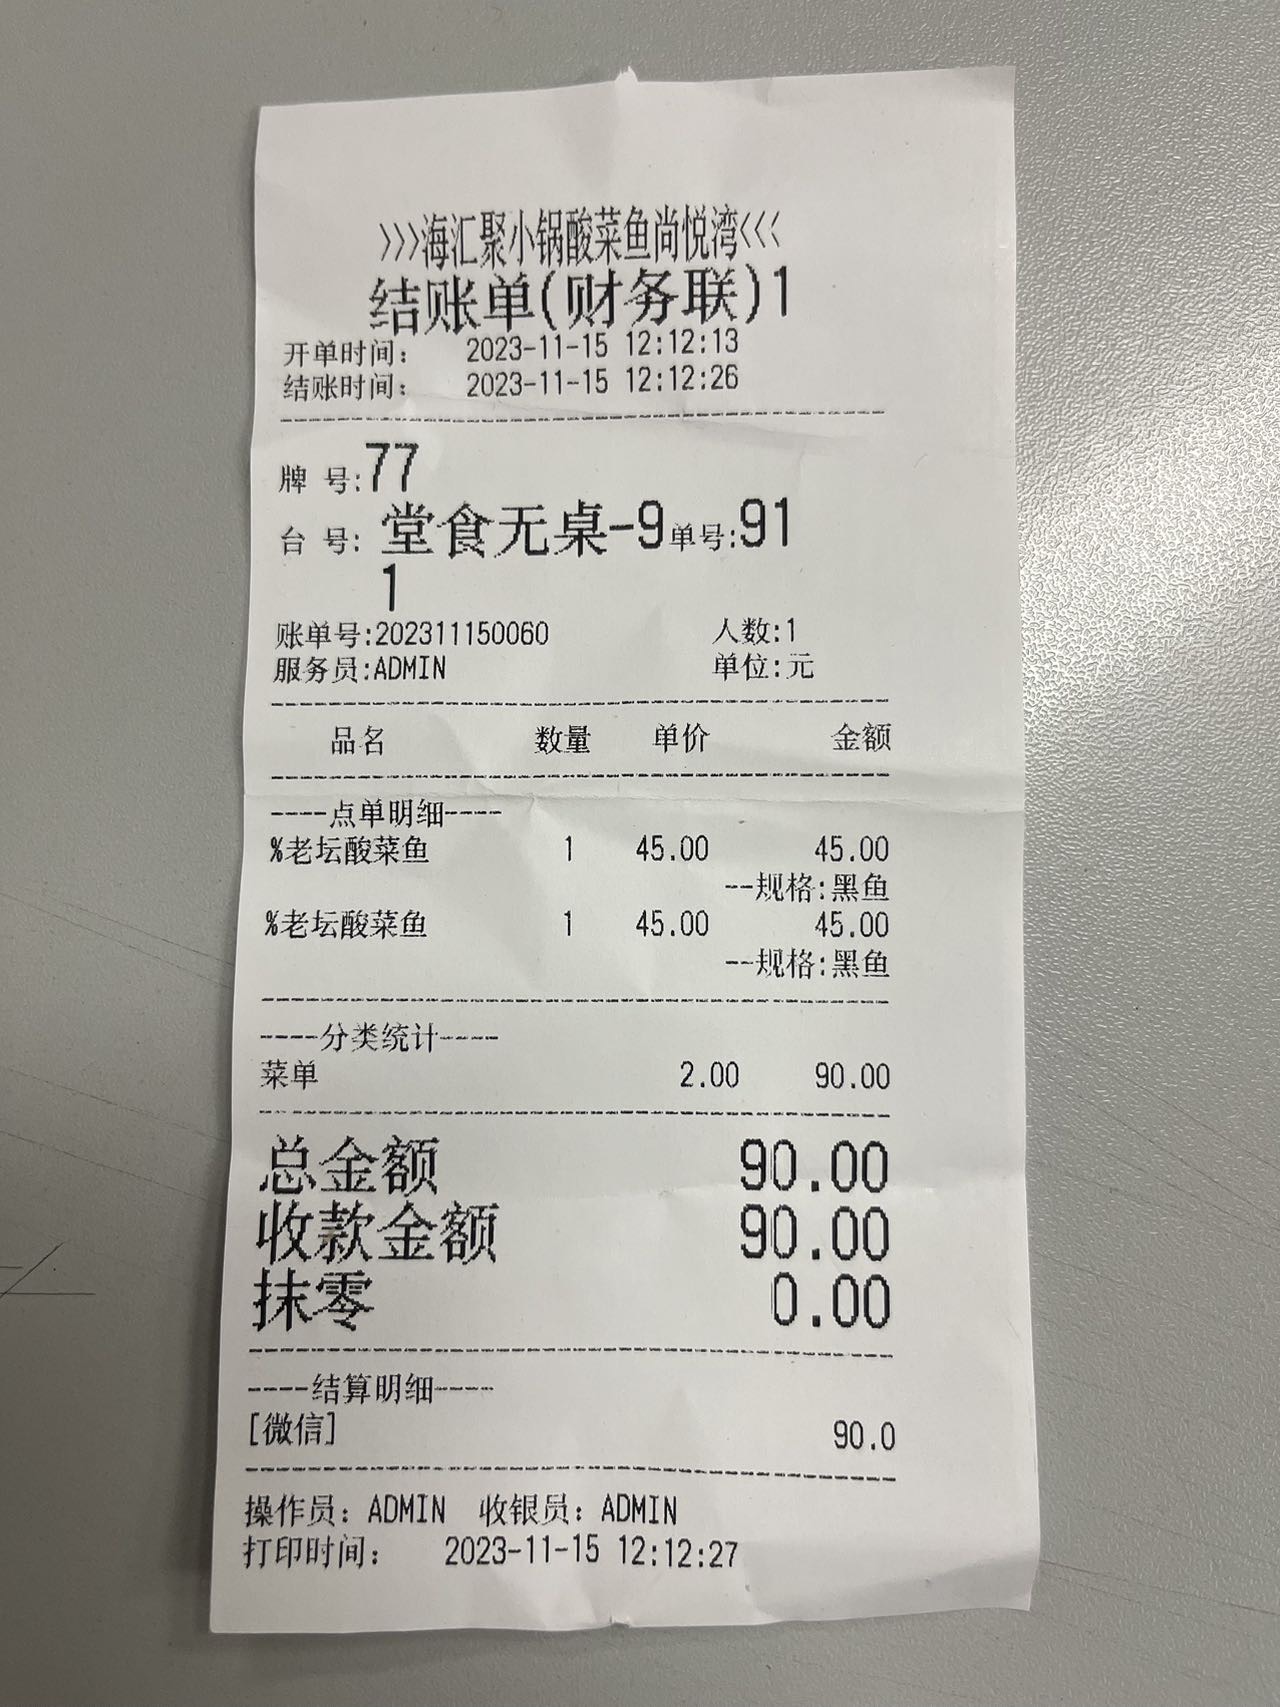 >>>海汇聚小锅酸菜鱼尚悦湾<<<
结账单(财务联)1
开单时间: 2023-11-15 12:12:13
结账时间: 2023-11-15 12:12:26
牌 号:77
台 号: 堂食无桌-9单号:91
1
账单号:202311150060 人数:1
服务员:ADMIN 单位:元
品名 数量 单价 金额
----点单明细----
%老坛酸菜鱼 1 45.00 45.00
--规格:黑鱼
%老坛酸菜鱼 1 45.00 45.00
--规格:黑鱼
----分类统计----
菜单 2.00 90.00
总金额 90.00
收款金额 90.00
抹零 0.00
----结算明细----
[微信] 90.0
操作员: ADMIN 收银员: ADMIN
打印时间: 2023-11-15 12:12:27